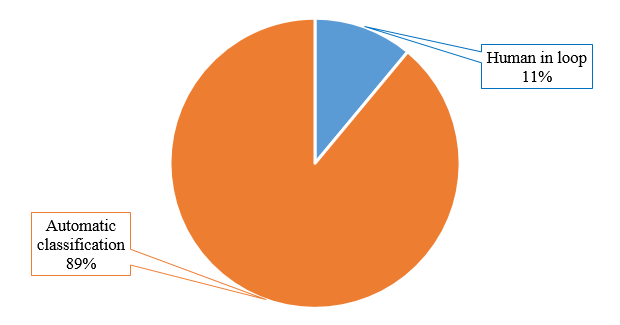 Human in loop
11%
Automatic
classification
89%